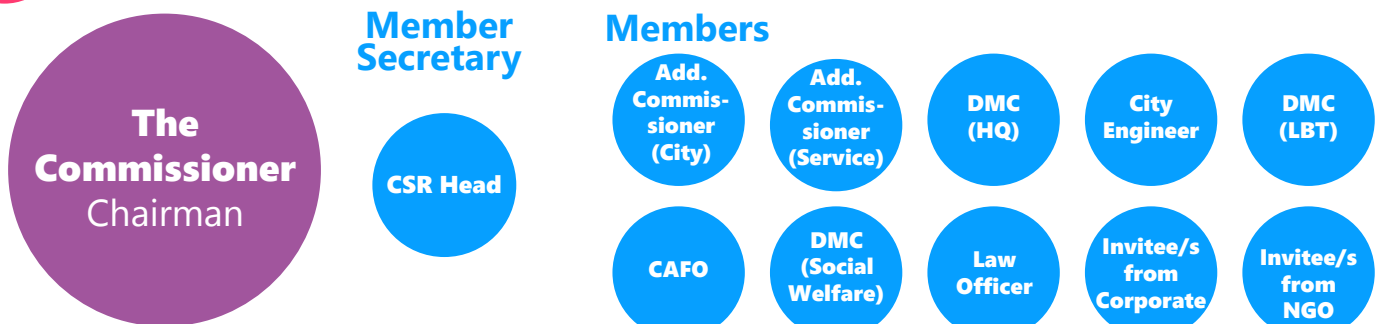 The
Commissioner
Chairman
Member
Secretary
CSR Head
Members
Add.
Commis-
sioner
(City)
Add.
Commis-
sioner
(Service)
DMC
(HQ)
City
Engineer
DMC
(LBT)
CAFO
DMC
(Social
Welfare)
Law
Officer
Invitee/s
from
Corporate
Invitee/s
from
NGO